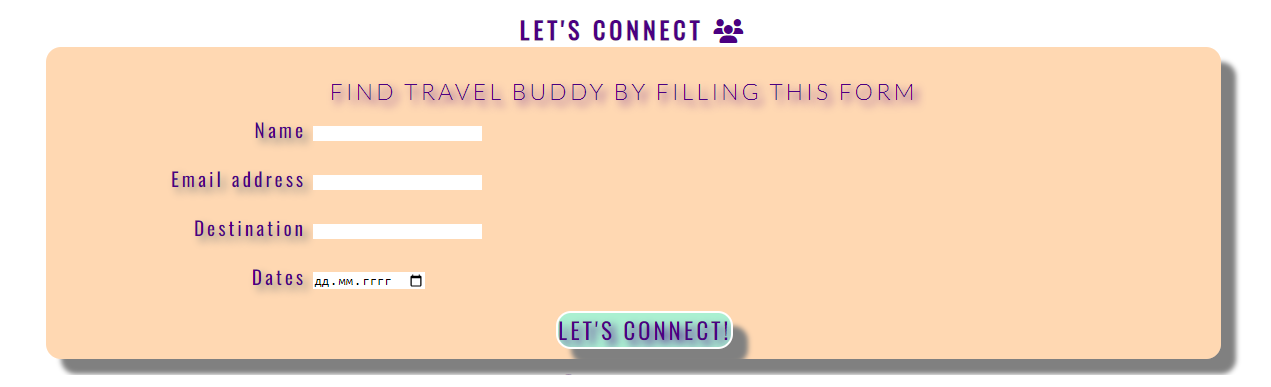 LET'S CONNECT
FIND TRAVEL BUDDY BY FILLING THIS FORM
Name
Email address
Destination
Dates дд.мм.гггг
LET'S CONNECT!